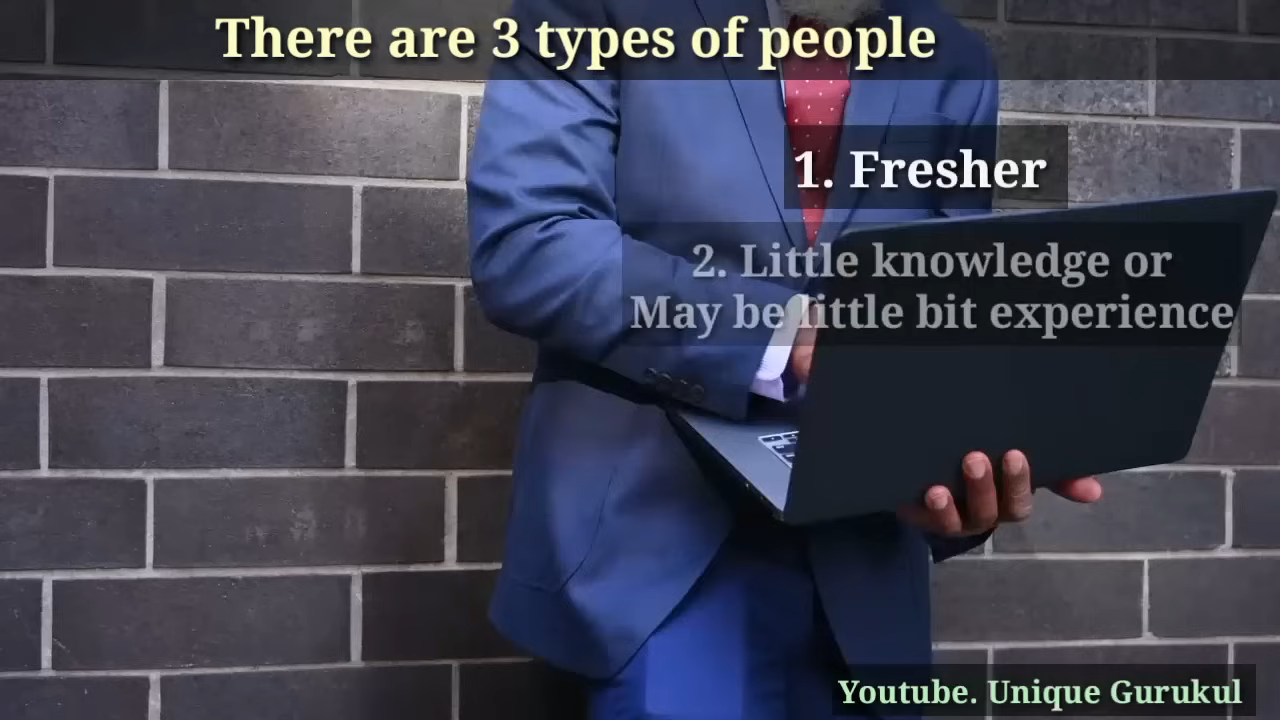 There are 3 types of people
1. Fresher
2. Little knowledge or
May be little bit experience
Youtube. Unique Gurukul